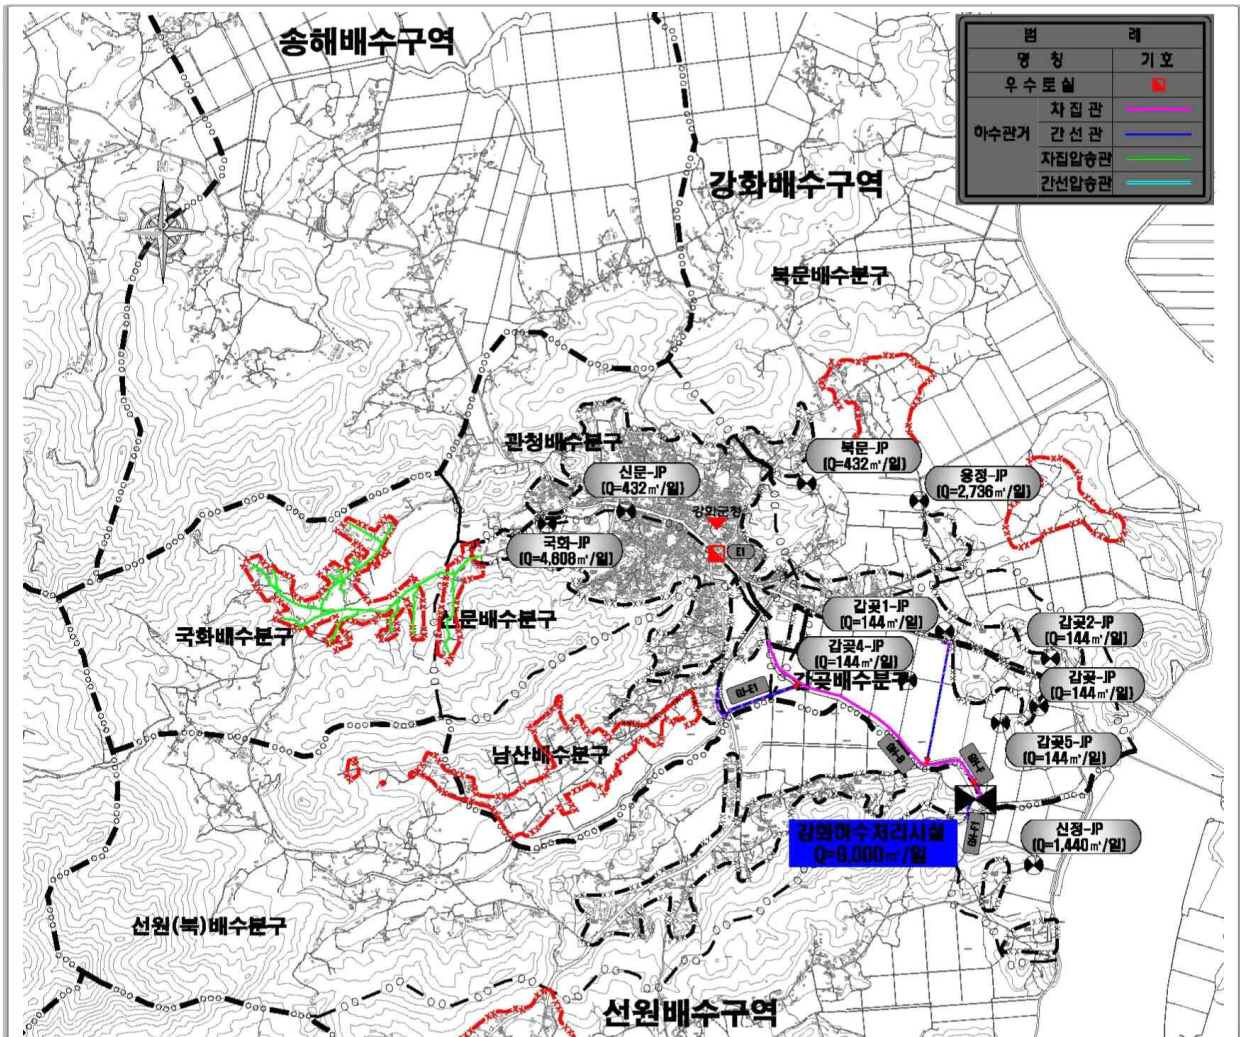 송해배수구역
범 례
명 칭 기 호
우 수 토 실
하수관거
차 집 관
간 선 관
차집압송관
간선압송관
강화배수구역
북문배수분구
관청배수분구
북문-JP
(Q=432㎥/일)
신문-JP
(Q=432㎥/일)
용정-JP
(Q=2,736㎥/일)
강화군청
E1
국화-JP
(Q=4,608㎥/일)
갑곶1-JP
(Q=144㎥/일)
갑곶2-JP
(Q=144㎥/일)
국화배수분구
신문배수분구
갑곶4-JP
(Q=144㎥/일)
갑곶배수분구
갑곶-JP
(Q=144㎥/일)
GJ-E1
남산배수분구
갑곶5-JP
(Q=144㎥/일)
GH-B
GH-F
강화하수처리시설
Q=9,000㎥/일
GH-F1
신정-JP
(Q=1,440㎥/일)
선원(북)배수분구
선원배수구역